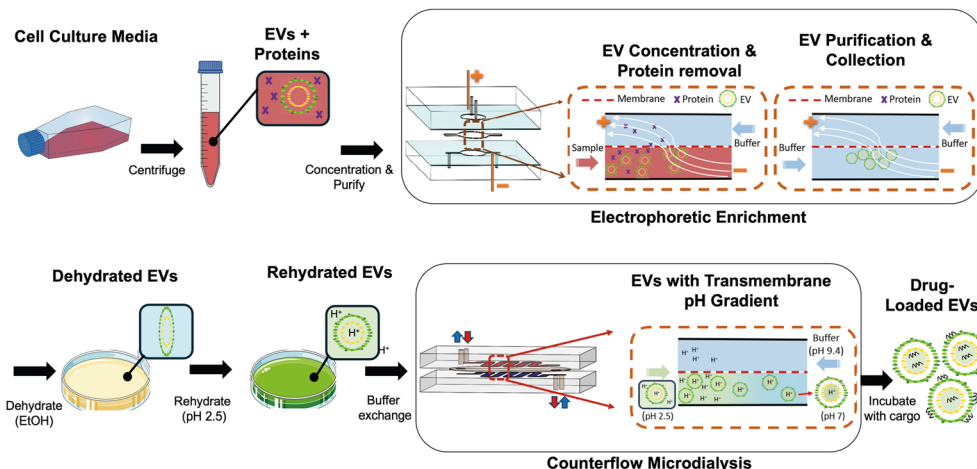 Cell Culture Media
EVs +
Proteins
Centrifuge
Concentration &
Purify
+
−
EV Concentration &
Protein removal
Membrane x Protein EV
+
Sample
Buffer
−
EV Purification &
Collection
Membrane x Protein EV
+
Buffer
Buffer
−
Electrophoretic Enrichment
Dehydrate
(EtOH)
Dehydrated EVs
Rehydrate
(pH 2.5)
Rehydrated EVs
H⁺
H⁺
H⁺
Buffer
exchange
EVs with Transmembrane
pH Gradient
Buffer
(pH 9.4)
H⁺ H⁺
H⁺ H⁺
H⁺ H⁺
H⁺
H⁺
H⁺
(pH 2.5)
H⁺ H⁺ H⁺
H⁺ H⁺ H⁺ H⁺ H⁺
H⁺ H⁺
H⁺
(pH 7)
Counterflow Microdialysis
Incubate
with cargo
Drug-
Loaded EVs